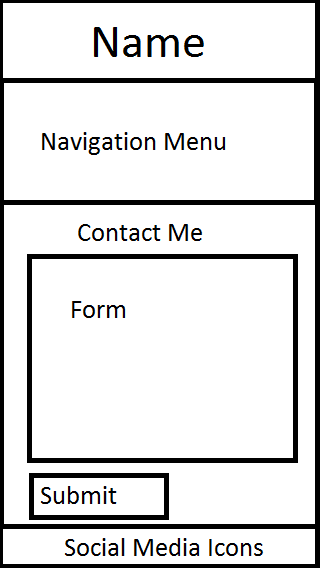 Name
Navigation Menu
Contact Me
Form
Submit
Social Media Icons